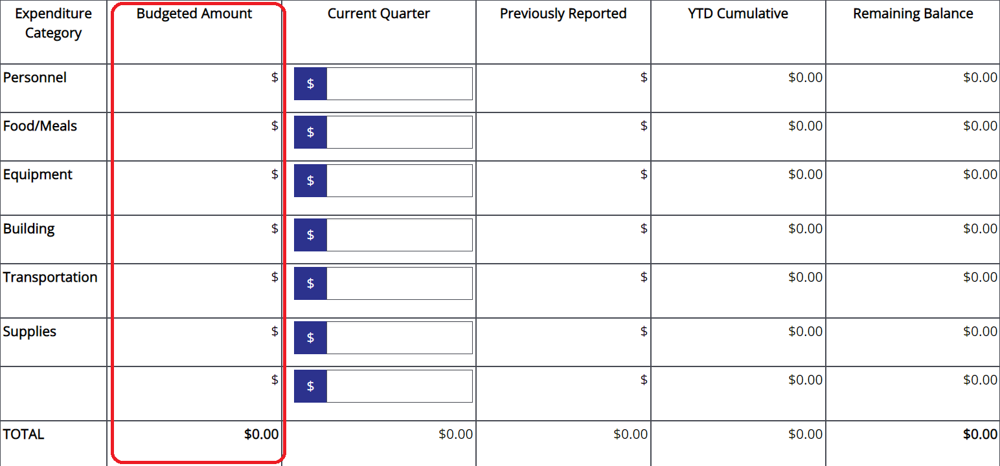 Expenditure Category Budgeted Amount Current Quarter Previously Reported YTD Cumulative Remaining Balance
Personnel $ $ $ $0.00 $0.00
Food/Meals $ $ $ $0.00 $0.00
Equipment $ $ $ $0.00 $0.00
Building $ $ $ $0.00 $0.00
Transportation $ $ $ $0.00 $0.00
Supplies $ $ $ $0.00 $0.00
$ $ $ $0.00 $0.00
TOTAL $0.00 $0.00 $0.00 $0.00 $0.00